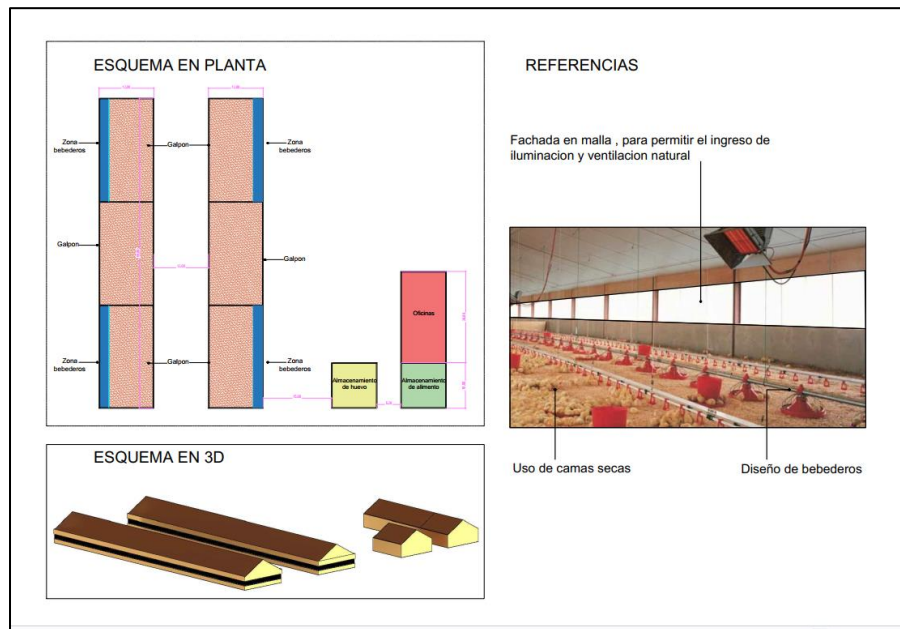 ESQUEMA EN PLANTA
Zona
bebederos
Galpon
Zona
bebederos
Galpon
Galpon
Zona
bebederos
Galpon
Zona
bebederos
Oficinas
Almacenamiento
de huevo
Almacenamiento
de alimento
ESQUEMA EN 3D
REFERENCIAS
Fachada en malla , para permitir el ingreso de
iluminacion y ventilacion natural
Uso de camas secas
Diseño de bebederos